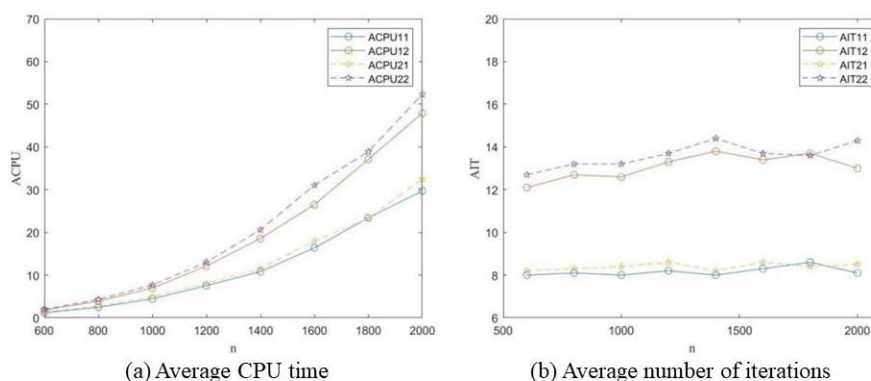 70
60
50
40
30
20
10
0
ACPU
600 800 1000 1200 1400 1600 1800 2000
n
ACPU11
ACPU12
ACPU21
ACPU22
(a) Average CPU time
20
18
16
14
12
10
8
6
AIT
500 1000 1500 2000
n
AIT11
AIT12
AIT21
AIT22
(b) Average number of iterations